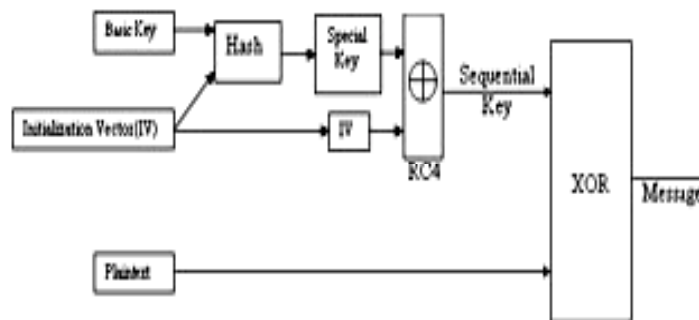 Basic Key
Hash
Special
Key
Initialization Vector(IV)
IV
RC4
Sequential
Key
XOR
Message
Plaintext